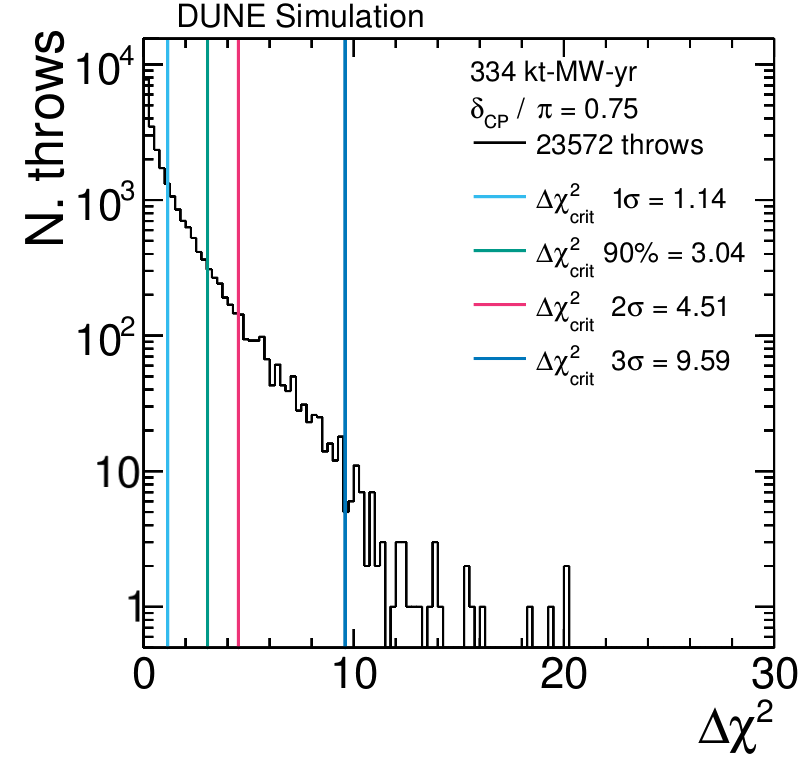 DUNE Simulation
334 kt-MW-yr
δCP / π = 0.75
23572 throws
Δχ²crit 1σ = 1.14
Δχ²crit 90% = 3.04
Δχ²crit 2σ = 4.51
Δχ²crit 3σ = 9.59
N. throws
10⁴
10³
10²
10
1
0 10 20 30
Δχ²